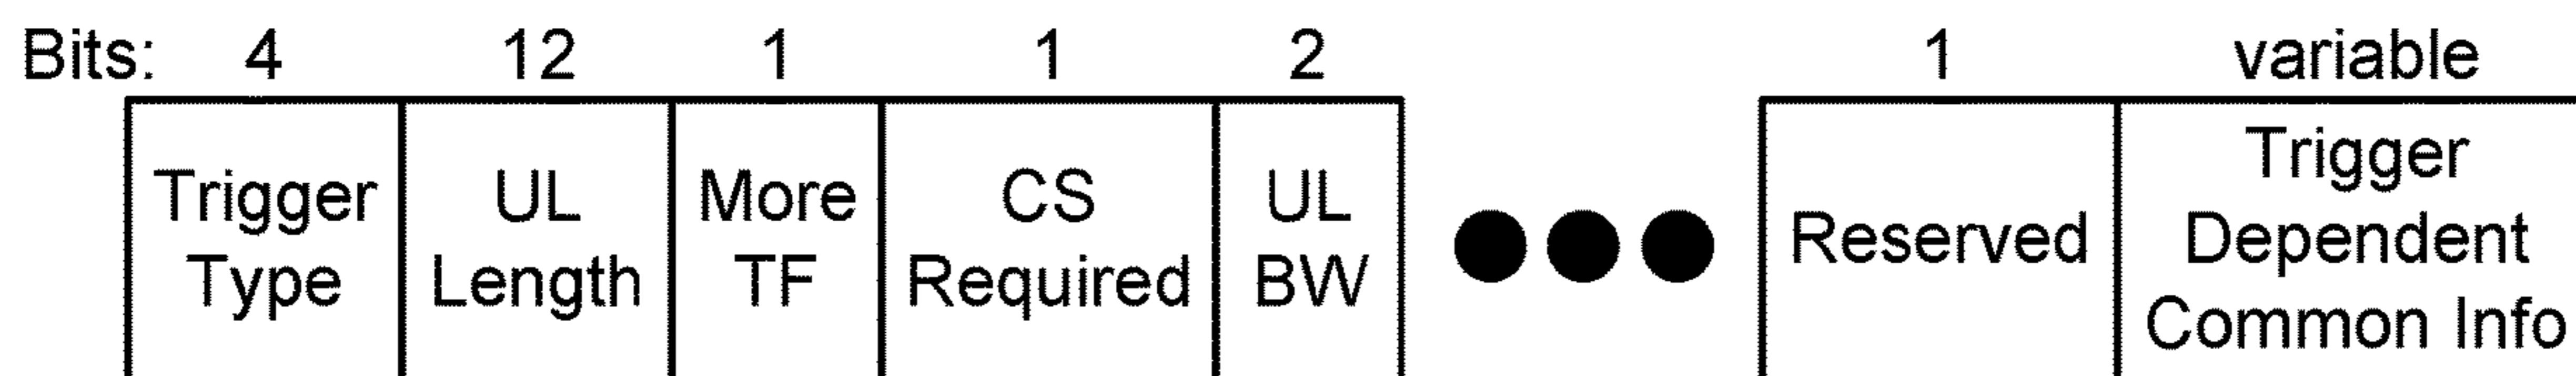 Bits: 4 12 1 1 2 1 variable
Trigger Type
UL Length
More TF
CS Required
UL BW
Reserved
Trigger Dependent Common Info